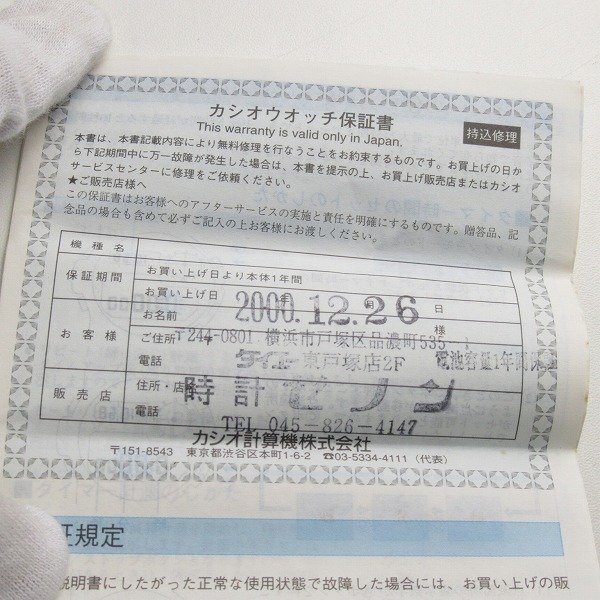 カシオウオッチ保証書
This warranty is valid only in Japan.
持込修理
本書は、本書記載内容により無料修理を行なうことをお約束するものです。お買上げの日か
ら下記期間中に万一故障が発生した場合は、本書を提示の上、お買上げ販売店またはカシオ
サービスセンターに修理をご依頼ください。
★ご販売店様へ
この保証書はお客様へのアフターサービスの実施と責任を明確にするものです。贈答品、記
念品の場合も含めて必ずご記入の上お客様にお渡しください。
機種名
保証期間 お買い上げ日より本体1年間
お買い上げ日 2000.12.26 日
お客様 お名前 様
ご住所 〒244-0801 横浜市戸塚区品濃町535
電話 ダイエー東戸塚店2F 電池容量1年間保証
販売店 住所・店 時計ゼノン
電話 TEL 045-826-4147
カシオ計算機株式会社
〒151-8543 東京都渋谷区本町1-6-2 ☎03-5334-4111（代表）
証規定
説明書にしたがった正常な使用状態で故障した場合には、お買い上げの販